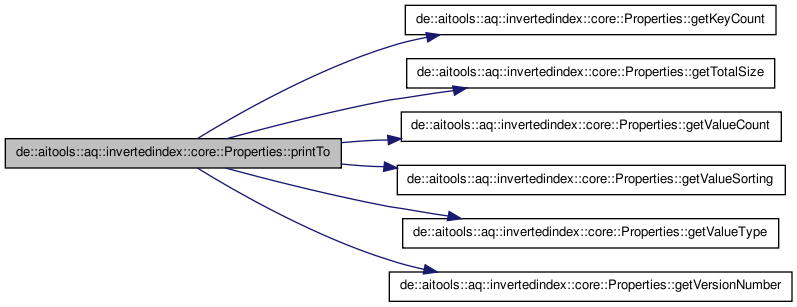 de::aitools::aq::invertedindex::core::Properties::getKeyCount
de::aitools::aq::invertedindex::core::Properties::getTotalSize
de::aitools::aq::invertedindex::core::Properties::getValueCount
de::aitools::aq::invertedindex::core::Properties::printTo
de::aitools::aq::invertedindex::core::Properties::getValueSorting
de::aitools::aq::invertedindex::core::Properties::getValueType
de::aitools::aq::invertedindex::core::Properties::getVersionNumber